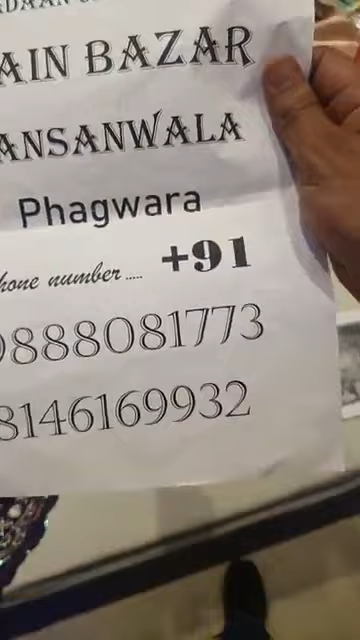 AIN BAZAR
ANSANWALA
Phagwara
hone number..... +91
9888081773
8146169932